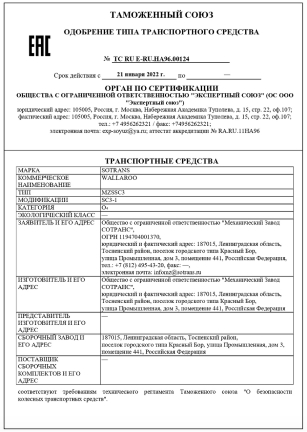 ТАМОЖЕННЫЙ СОЮЗ
ОДОБРЕНИЕ ТИПА ТРАНСПОРТНОГО СРЕДСТВА
ЕАС
№ ТС RU E-RU.НА96.00124
Срок действия с 21 января 2022 г. по —
ОРГАН ПО СЕРТИФИКАЦИИ
ОБЩЕСТВА С ОГРАНИЧЕННОЙ ОТВЕТСТВЕННОСТЬЮ "ЭКСПЕРТНЫЙ СОЮЗ" (ОС ООО
"Экспертный союз")
юридический адрес: 105005, Россия, г. Москва, Набережная Академика Туполева, д. 15, стр. 22, оф.107;
фактический адрес: 105005, Россия, г. Москва, Набережная Академика Туполева, д. 15, стр. 22, оф.107;
тел.: +7 4956262321 / факс: +74956262321;
электронная почта: exp-soyuz@ya.ru, аттестат аккредитации № RA.RU.11НА96
ТРАНСПОРТНЫЕ СРЕДСТВА
МАРКА SOTRANS
КОММЕРЧЕСКОЕ НАИМЕНОВАНИЕ WALLAROO
ТИП MZSSC3
МОДИФИКАЦИИ SC3-1
КАТЕГОРИЯ O₄
ЭКОЛОГИЧЕСКИЙ КЛАСС —
ЗАЯВИТЕЛЬ И ЕГО АДРЕС Общество с ограниченной ответственностью "Механический Завод
СОТРАНС",
ОГРН 1194704001370,
юридический и фактический адрес: 187015, Ленинградская область,
Тосненский район, поселок городского типа Красный Бор,
улица Промышленная, дом 3, помещение 441, Российская Федерация,
тел.: +7 (812) 495-43-20, факс: —,
электронная почта: infomz@sotrans.ru
ИЗГОТОВИТЕЛЬ И ЕГО АДРЕС Общество с ограниченной ответственностью "Механический Завод
СОТРАНС",
юридический и фактический адрес: 187015, Ленинградская область,
Тосненский район, поселок городского типа Красный Бор,
улица Промышленная, дом 3, помещение 441, Российская Федерация
ПРЕДСТАВИТЕЛЬ ИЗГОТОВИТЕЛЯ И ЕГО АДРЕС —
СБОРОЧНЫЙ ЗАВОД И ЕГО АДРЕС 187015, Ленинградская область, Тосненский район,
поселок городского типа Красный Бор, улица Промышленная, дом 3,
помещение 441, Российская Федерация
ПОСТАВЩИК СБОРОЧНЫХ КОМПЛЕКТОВ И ЕГО АДРЕС —
соответствуют требованиям технического регламента Таможенного союза "О безопасности
колесных транспортных средств".